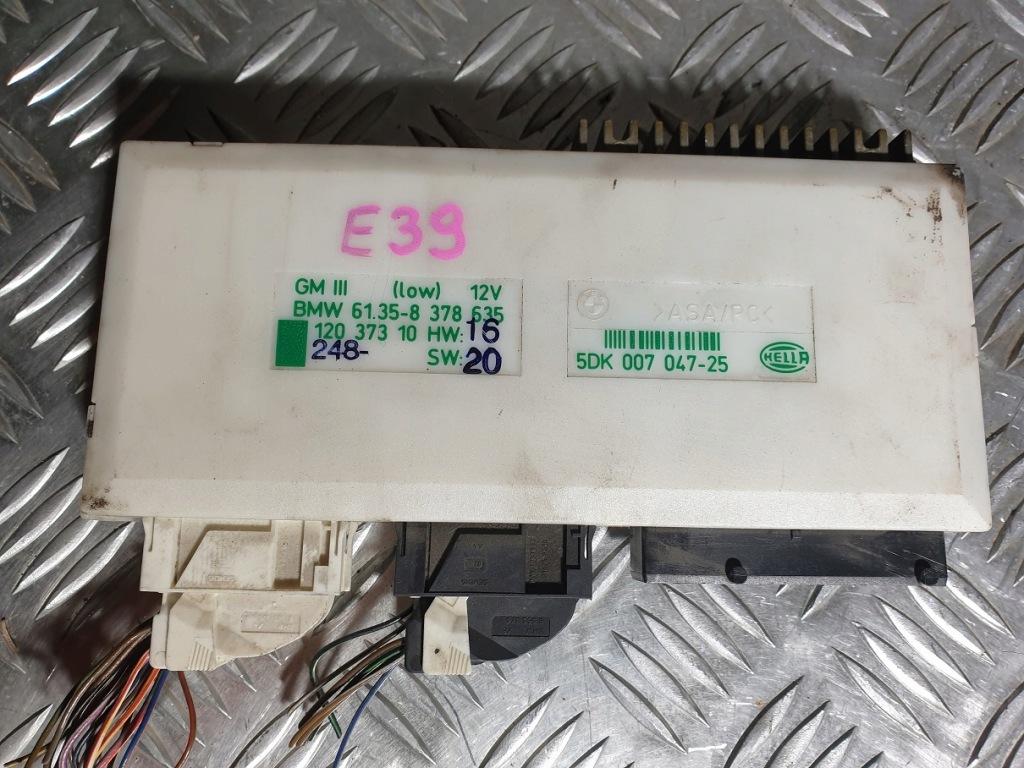 E39
GM III (low) 12V
BMW 61.35-8 378 635
120 373 10 HW: 16
248- SW: 20
>ASA/PC<
5DK 007 047-25 HELLA